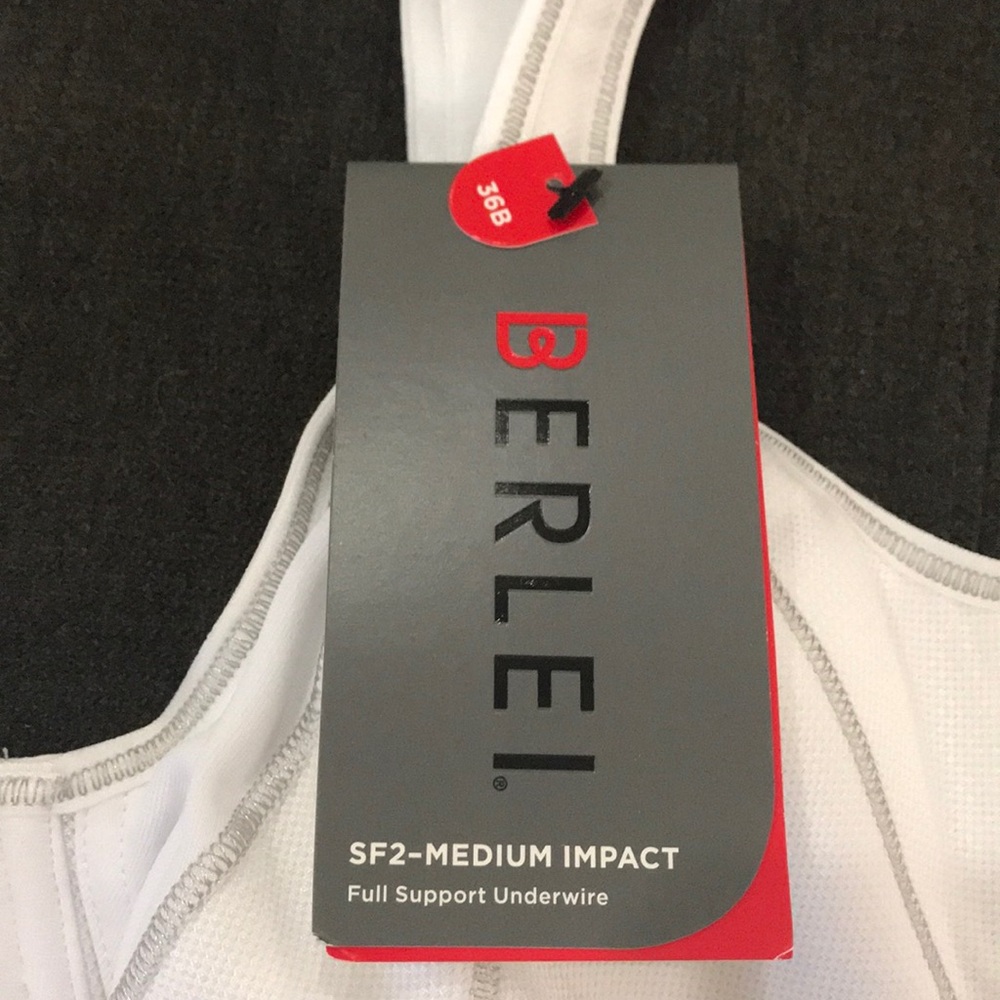 36B
BERLEI®
SF2-MEDIUM IMPACT
Full Support Underwire